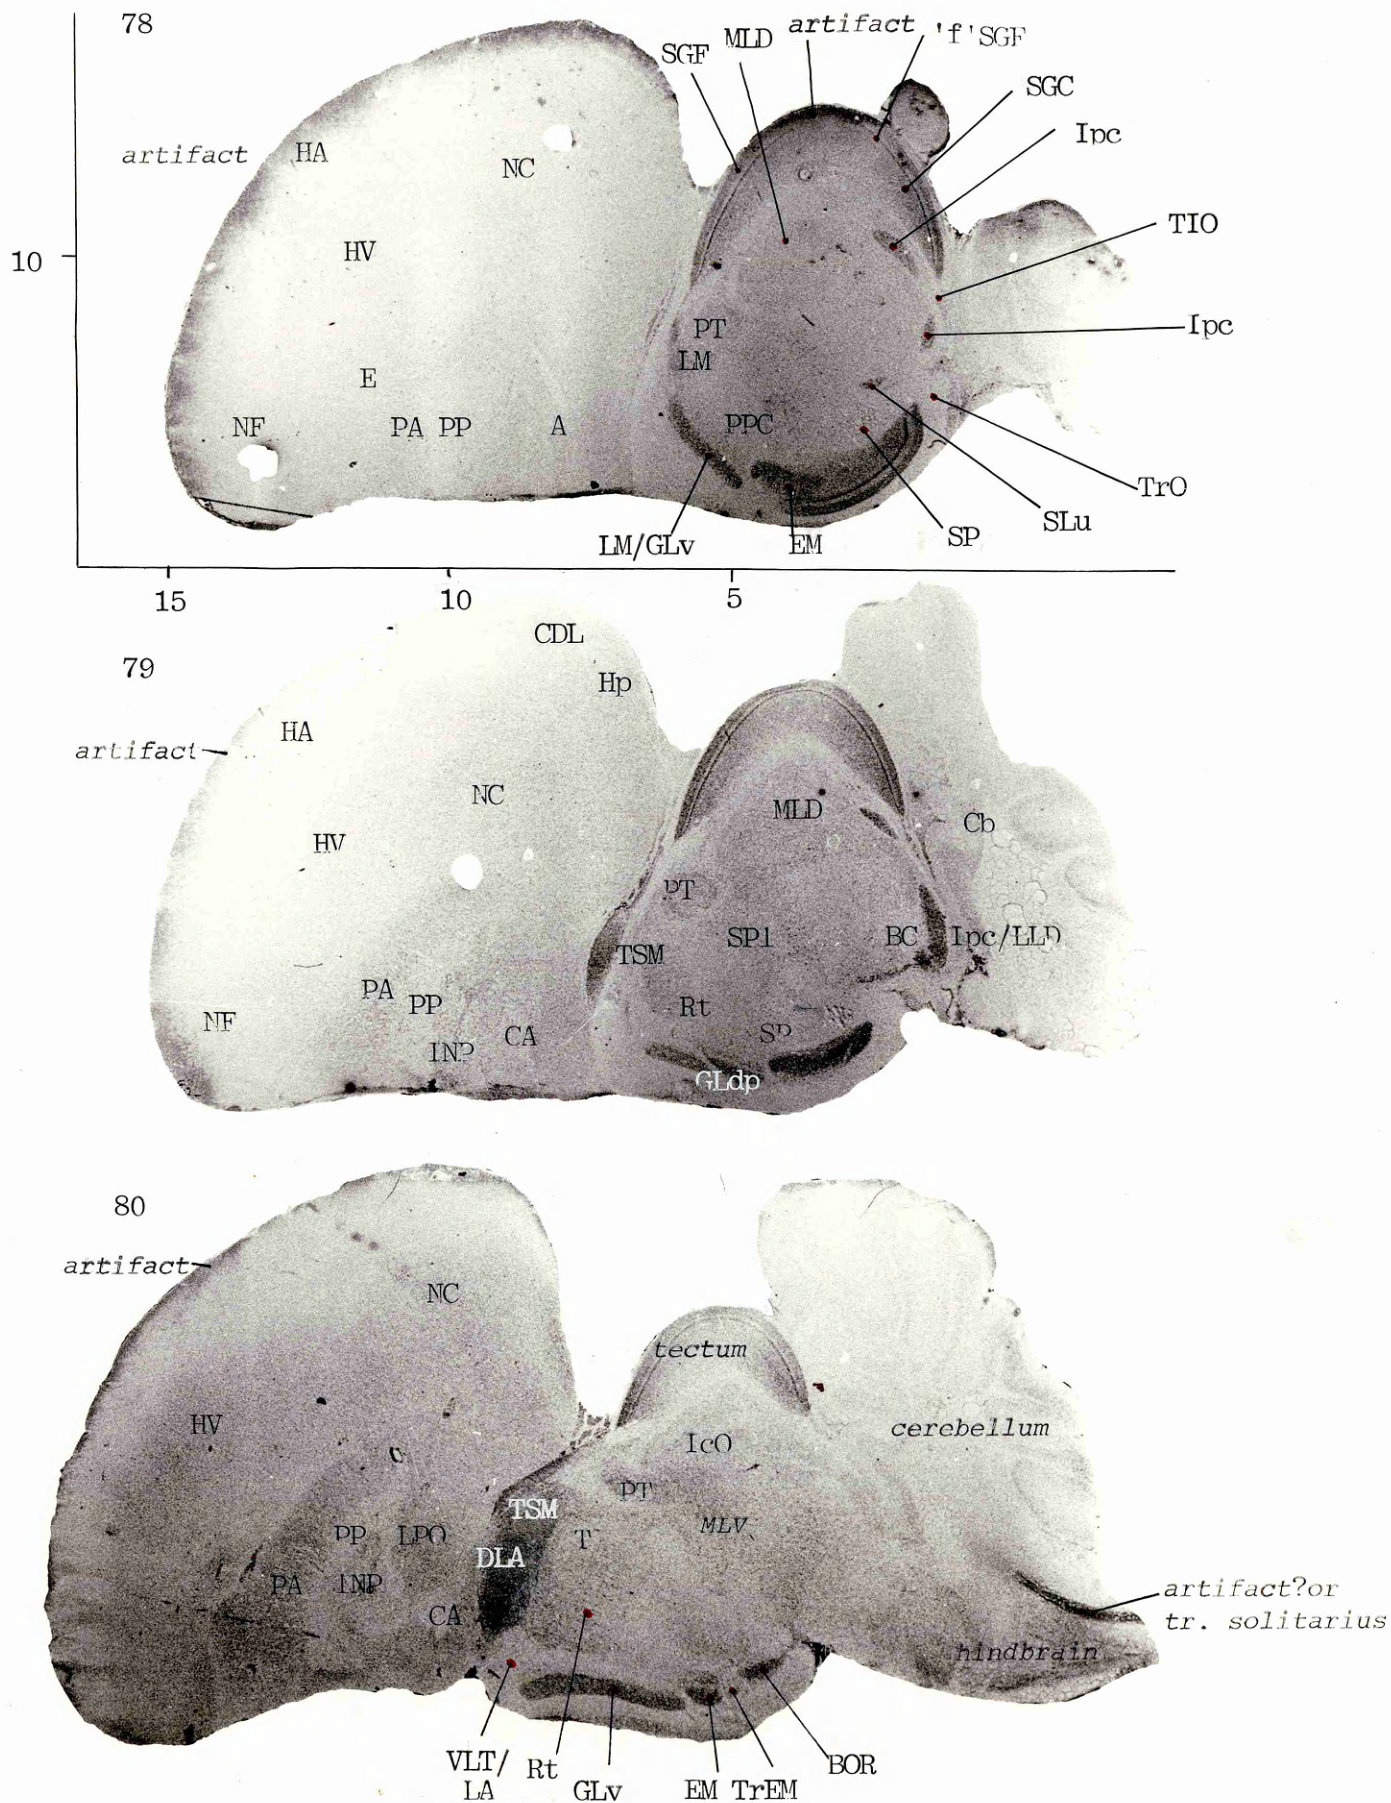 78
artifact
HA
NC
SGF
MLD
artifact
'f'SGF
SGC
Ipc
TIO
Ipc
10
HV
PT
LM
E
NF
PA
PP
A
PPC
TrO
SLu
SP
LM/GLv
EM
15
10
5
79
CDL
Hp
HA
artifact
NC
MLD
Cb
HV
PT
SPl
BC
Ipc/LLD
TSM
PA
PP
Rt
NF
CA
SP
INP
GLdp
80
artifact
NC
tectum
HV
IcO
cerebellum
PT
TSM
MLV
PP
LPO
T
DLA
PA
INP
CA
artifact?or
tr. solitarius
hindbrain
VLT/
LA
Rt
GLv
EM
TrEM
BOR